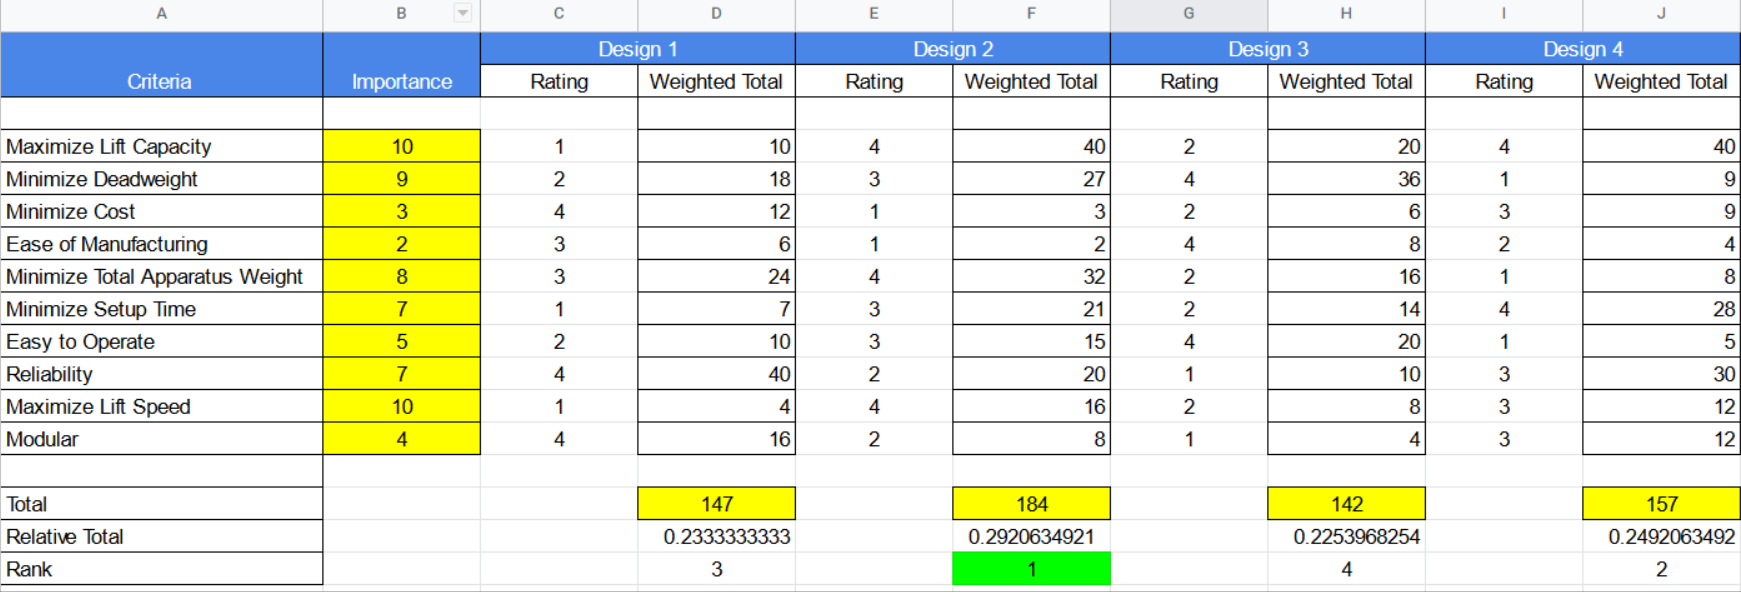 A B C D E F G H I J
Design 1 Design 2 Design 3 Design 4
Criteria Importance Rating Weighted Total Rating Weighted Total Rating Weighted Total Rating Weighted Total
Maximize Lift Capacity 10 1 10 4 40 2 20 4 40
Minimize Deadweight 9 2 18 3 27 4 36 1 9
Minimize Cost 3 4 12 1 3 2 6 3 9
Ease of Manufacturing 2 3 6 1 2 4 8 2 4
Minimize Total Apparatus Weight 8 3 24 4 32 2 16 1 8
Minimize Setup Time 7 1 7 3 21 2 14 4 28
Easy to Operate 5 2 10 3 15 4 20 1 5
Reliability 7 4 40 2 20 1 10 3 30
Maximize Lift Speed 10 1 4 4 16 2 8 3 12
Modular 4 4 16 2 8 1 4 3 12
Total 147 184 142 157
Relative Total 0.2333333333 0.2920634921 0.2253968254 0.2492063492
Rank 3 1 4 2